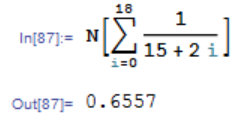 In[87]:= N[∑_{i=0}^{18} 1/(15 + 2 i)]
Out[87]= 0.6557